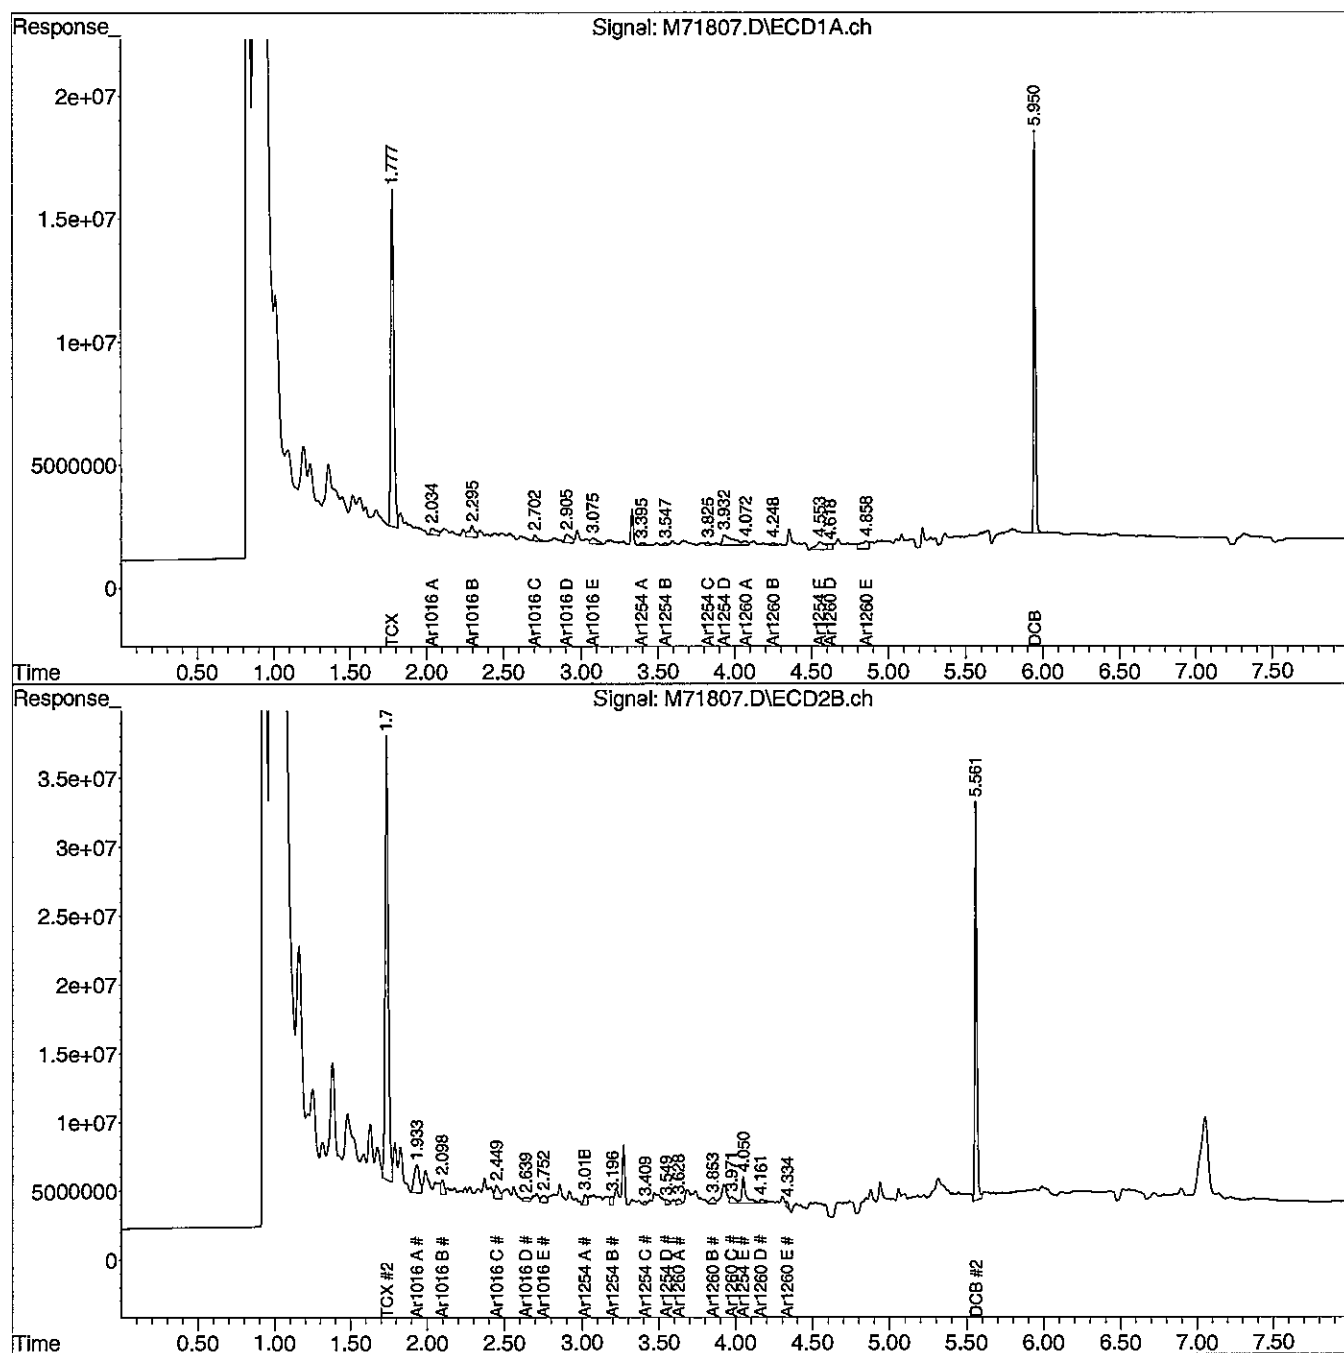 Response_
Signal: M71807.D\ECD1A.ch
2e+07
1.5e+07
1e+07
5000000
0
1.777
2.034
2.295
2.702
2.905
3.075
3.395
3.547
3.825
3.932
4.072
4.248
4.553
4.618
4.858
5.950
TCX
Ar1016 A
Ar1016 B
Ar1016 C
Ar1016 D
Ar1016 E
Ar1254 A
Ar1254 B
Ar1254 C
Ar1254 D
Ar1260 A
Ar1260 B
Ar1254 E
Ar1260 D
Ar1260 E
DCB
Time 0.50 1.00 1.50 2.00 2.50 3.00 3.50 4.00 4.50 5.00 5.50 6.00 6.50 7.00 7.50
Response_
Signal: M71807.D\ECD2B.ch
3.5e+07
3e+07
2.5e+07
2e+07
1.5e+07
1e+07
5000000
0
1.7
1.933
2.098
2.449
2.639
2.752
3.018
3.196
3.409
3.549
3.628
3.853
3.971
4.050
4.161
4.334
5.561
TCX #2
Ar1016 A #
Ar1016 B #
Ar1016 C #
Ar1016 D #
Ar1016 E #
Ar1254 A #
Ar1254 B #
Ar1254 C #
Ar1254 D #
Ar1260 A #
Ar1260 B #
Ar1260 C #
Ar1254 E #
Ar1260 D #
Ar1260 E #
DCB #2
Time 0.50 1.00 1.50 2.00 2.50 3.00 3.50 4.00 4.50 5.00 5.50 6.00 6.50 7.00 7.50